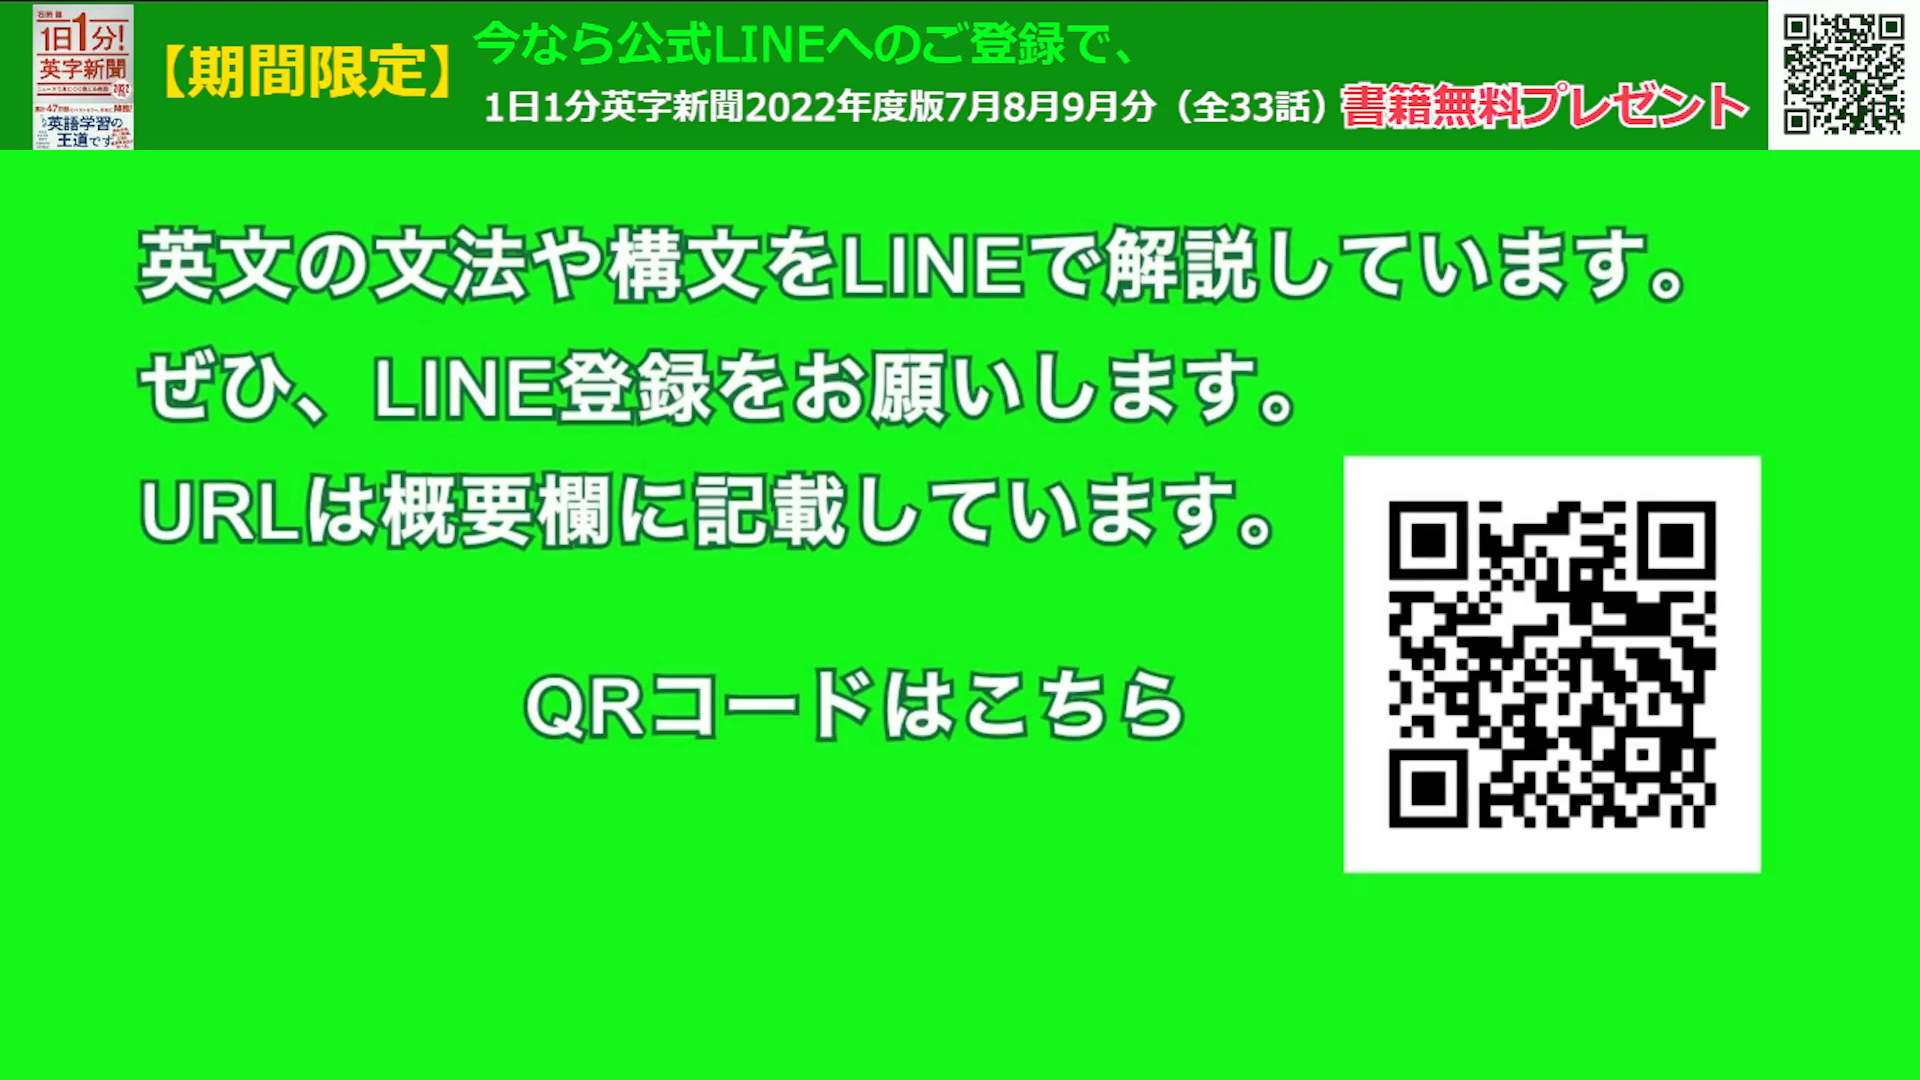 石田 健
1日1分!
英字新聞
2022
英語学習の
王道です
【期間限定】
今なら公式LINEへのご登録で、
1日1分英字新聞2022年度版7月8月9月分（全33話）書籍無料プレゼント
英文の文法や構文をLINEで解説しています。
ぜひ、LINE登録をお願いします。
URLは概要欄に記載しています。
QRコードはこちら